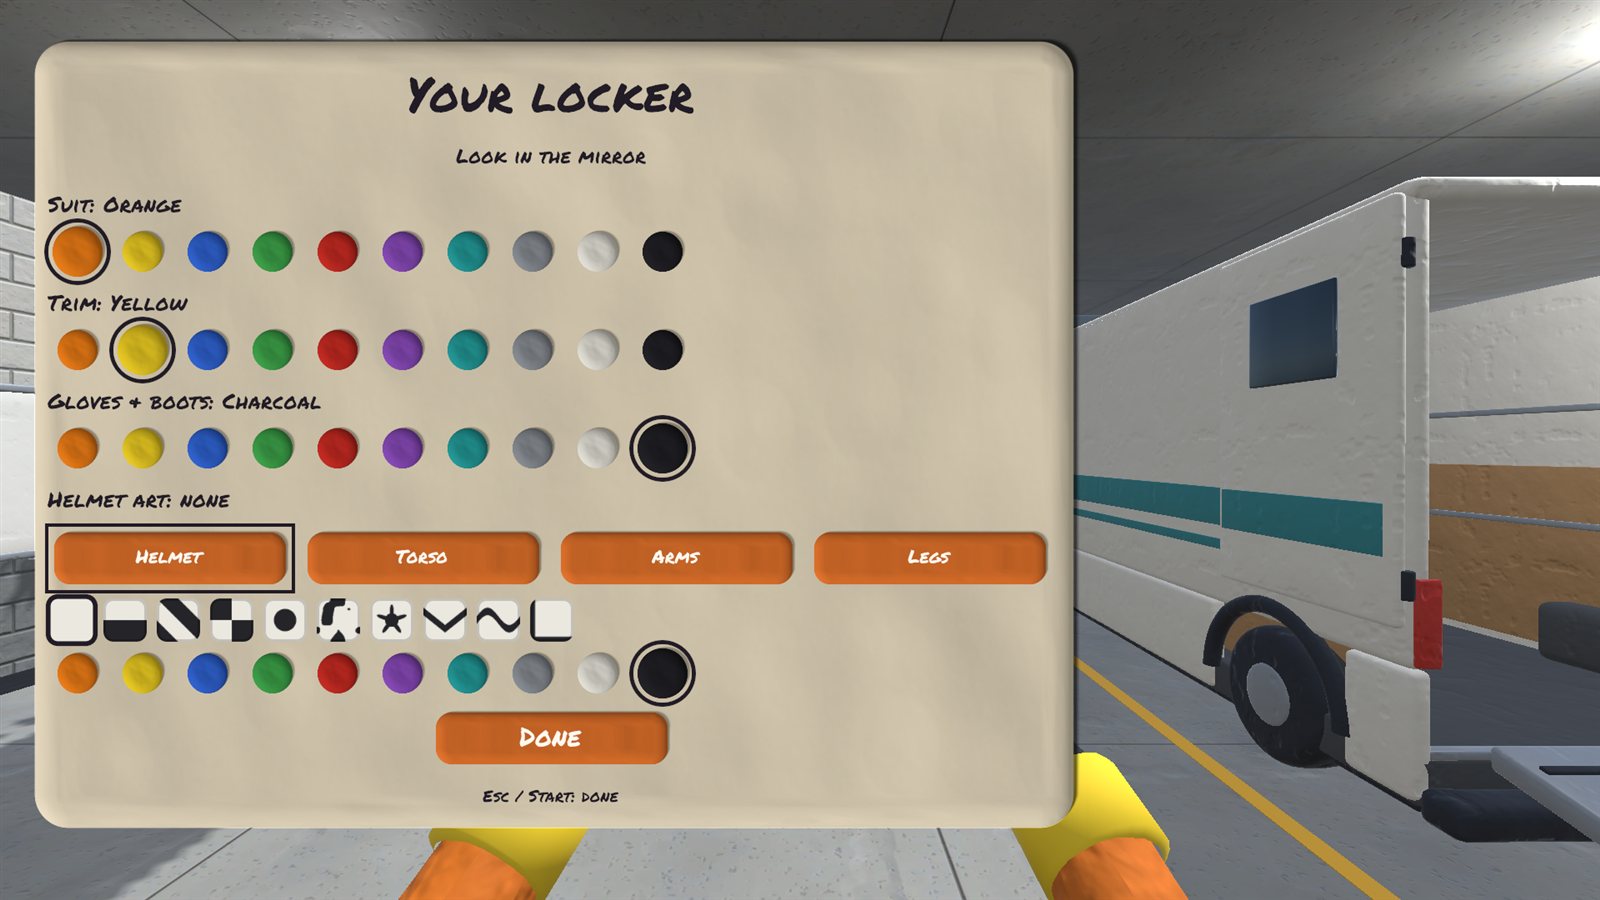 Your locker
Look in the mirror
Suit: Orange
Trim: Yellow
Gloves + boots: Charcoal
Helmet art: none
Helmet
Torso
Arms
Legs
Done
Esc / Start: done